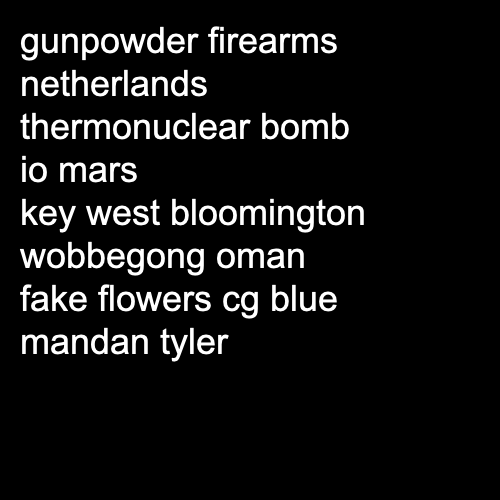 gunpowder firearms
netherlands
thermonuclear bomb
io mars
key west bloomington
wobbegong oman
fake flowers cg blue
mandan tyler